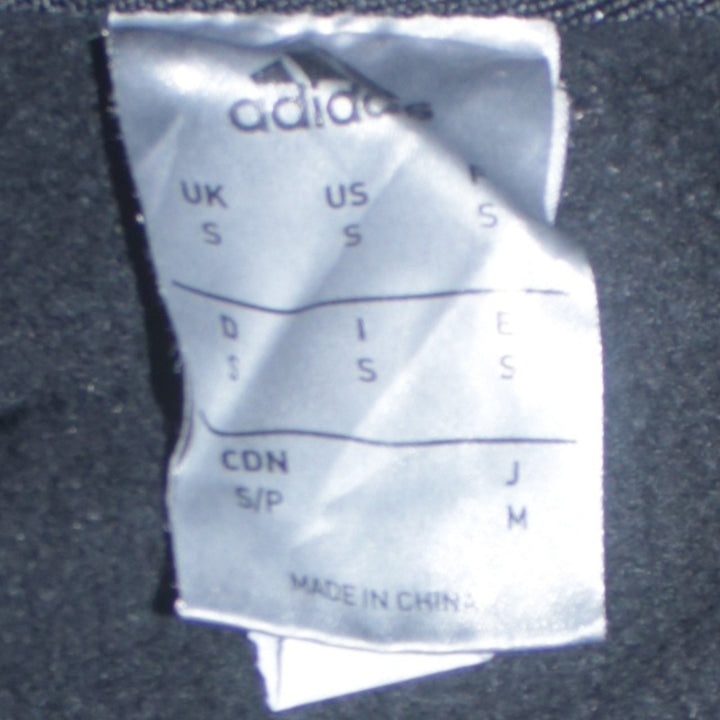 adidas
UK US F
S S S
D I E
S S S
CDN J
S/P M
MADE IN CHINA